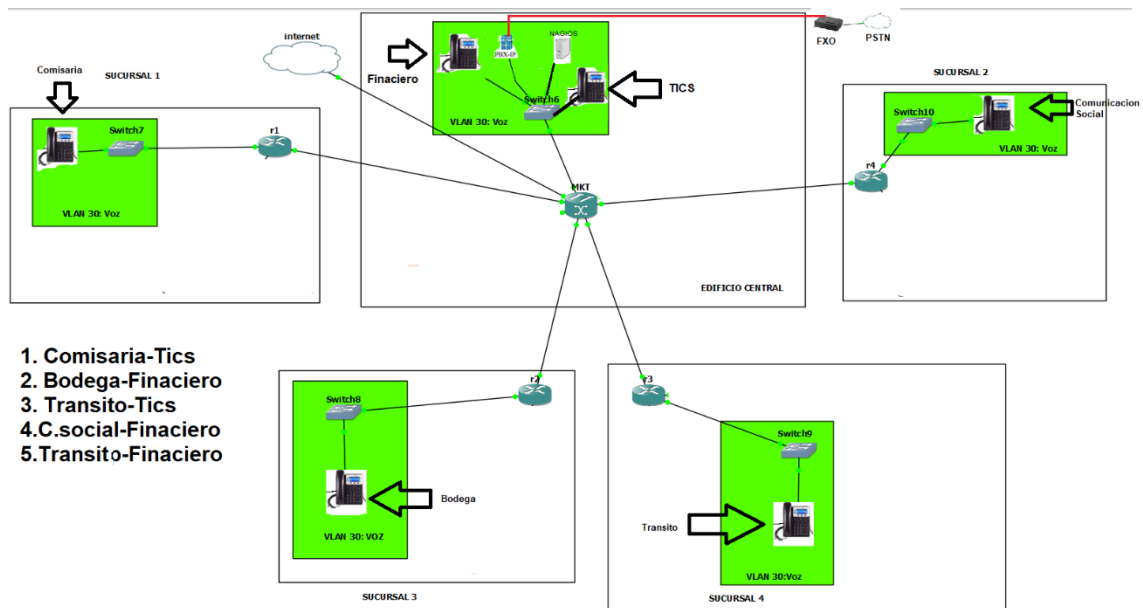 internet
Comisaria
SUCURSAL 1
Switch7
r1
VLAN 30: Voz
Finaciero
PBX-IP
NAGIOS
Switch6
TICS
VLAN 30: Voz
FXO
PSTN
SUCURSAL 2
Switch10
Comunicacion
Social
VLAN 30: Voz
r4
MKT
EDIFICIO CENTRAL
1. Comisaria-Tics
2. Bodega-Finaciero
3. Transito-Tics
4.C.social-Finaciero
5.Transito-Finaciero
r2
Switch8
Bodega
VLAN 30: VOZ
SUCURSAL 3
r3
Switch9
Transito
VLAN 30:Voz
SUCURSAL 4